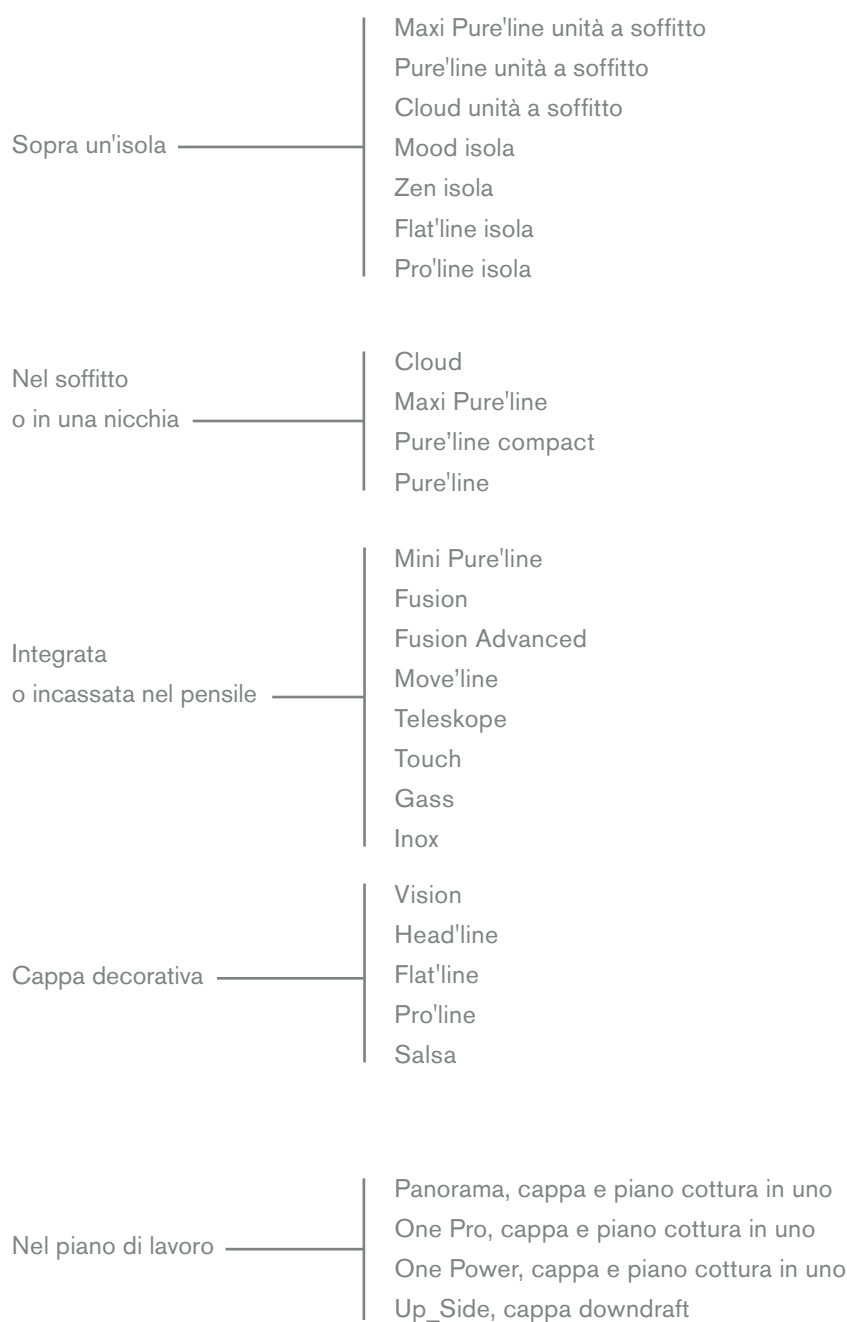 Sopra un'isola
Maxi Pure'line unità a soffitto
Pure'line unità a soffitto
Cloud unità a soffitto
Mood isola
Zen isola
Flat'line isola
Pro'line isola
Nel soffitto
o in una nicchia
Cloud
Maxi Pure'line
Pure’line compact
Pure'line
Integrata
o incassata nel pensile
Mini Pure'line
Fusion
Fusion Advanced
Move’line
Teleskope
Touch
Gass
Inox
Cappa decorativa
Vision
Head'line
Flat'line
Pro'line
Salsa
Nel piano di lavoro
Panorama, cappa e piano cottura in uno
One Pro, cappa e piano cottura in uno
One Power, cappa e piano cottura in uno
Up_Side, cappa downdraft